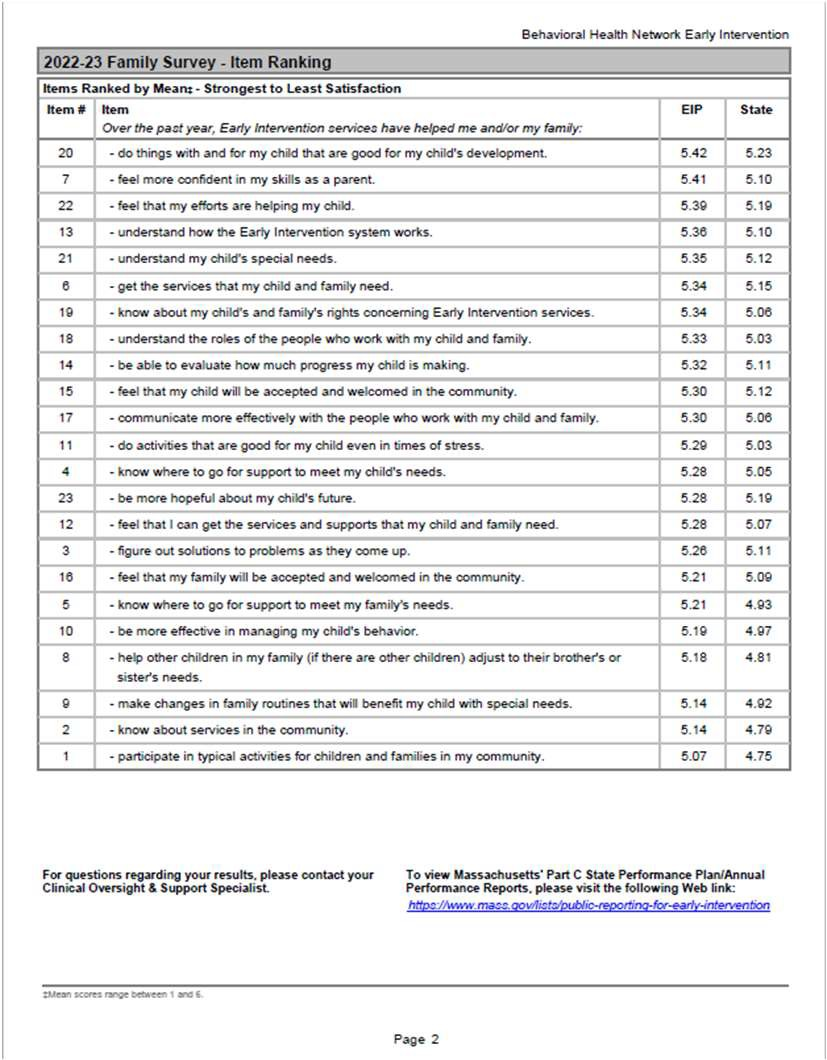 Behavioral Health Network Early Intervention
2022-23 Family Survey - Item Ranking
Items Ranked by Mean‡ - Strongest to Least Satisfaction
Item # Item EIP State
Over the past year, Early Intervention services have helped me and/or my family:
20 - do things with and for my child that are good for my child's development. 5.42 5.23
7 - feel more confident in my skills as a parent. 5.41 5.10
22 - feel that my efforts are helping my child. 5.39 5.19
13 - understand how the Early Intervention system works. 5.36 5.10
21 - understand my child's special needs. 5.35 5.12
6 - get the services that my child and family need. 5.34 5.15
19 - know about my child's and family's rights concerning Early Intervention services. 5.34 5.06
18 - understand the roles of the people who work with my child and family. 5.33 5.03
14 - be able to evaluate how much progress my child is making. 5.32 5.11
15 - feel that my child will be accepted and welcomed in the community. 5.30 5.12
17 - communicate more effectively with the people who work with my child and family. 5.30 5.06
11 - do activities that are good for my child even in times of stress. 5.29 5.03
4 - know where to go for support to meet my child's needs. 5.28 5.05
23 - be more hopeful about my child's future. 5.28 5.19
12 - feel that I can get the services and supports that my child and family need. 5.28 5.07
3 - figure out solutions to problems as they come up. 5.26 5.11
16 - feel that my family will be accepted and welcomed in the community. 5.21 5.09
5 - know where to go for support to meet my family's needs. 5.21 4.93
10 - be more effective in managing my child's behavior. 5.19 4.97
8 - help other children in my family (if there are other children) adjust to their brother's or 5.18 4.81
sister's needs.
9 - make changes in family routines that will benefit my child with special needs. 5.14 4.92
2 - know about services in the community. 5.14 4.79
1 - participate in typical activities for children and families in my community. 5.07 4.75
For questions regarding your results, please contact your
Clinical Oversight & Support Specialist.
To view Massachusetts' Part C State Performance Plan/Annual
Performance Reports, please visit the following Web link:
https://www.mass.gov/lists/public-reporting-for-early-intervention
‡Mean scores range between 1 and 6.
Page 2